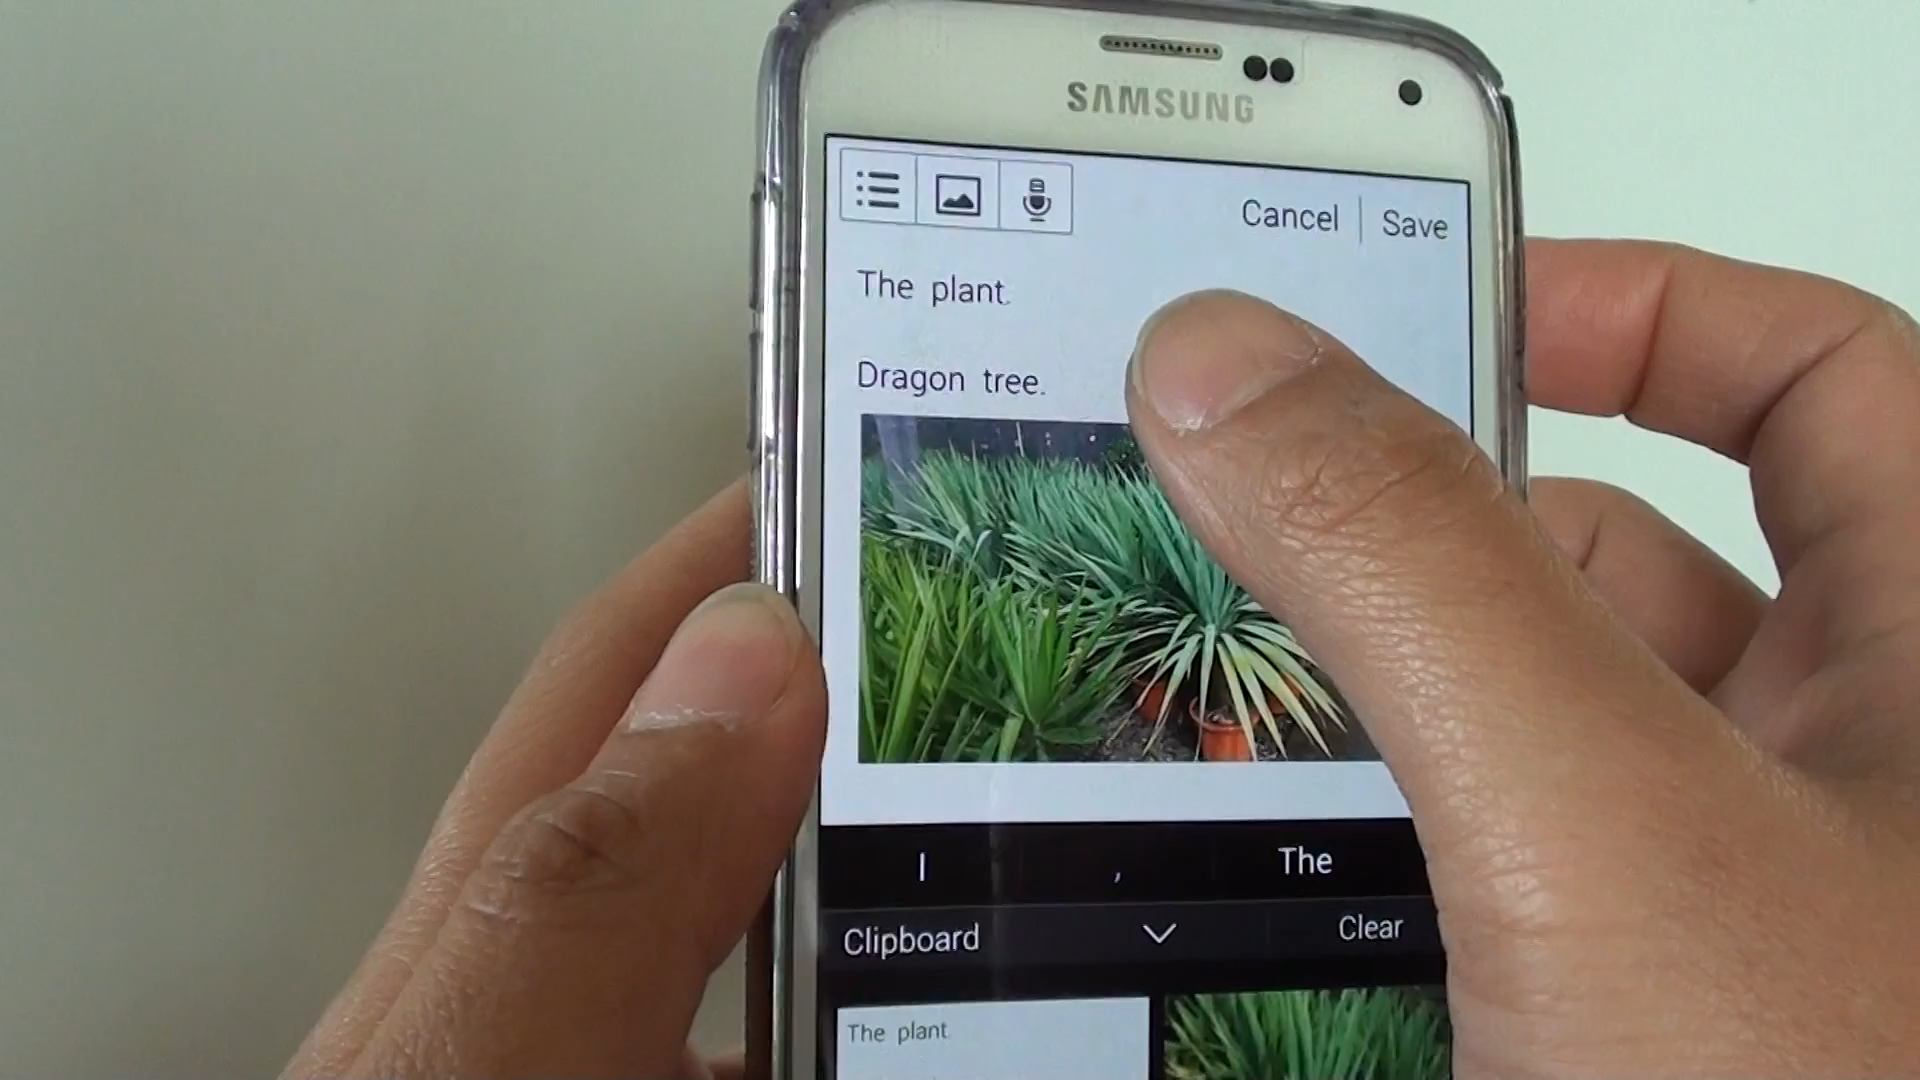 SAMSUNG
Cancel Save
The plant.
Dragon tree.
I , The
Clipboard Clear
The plant